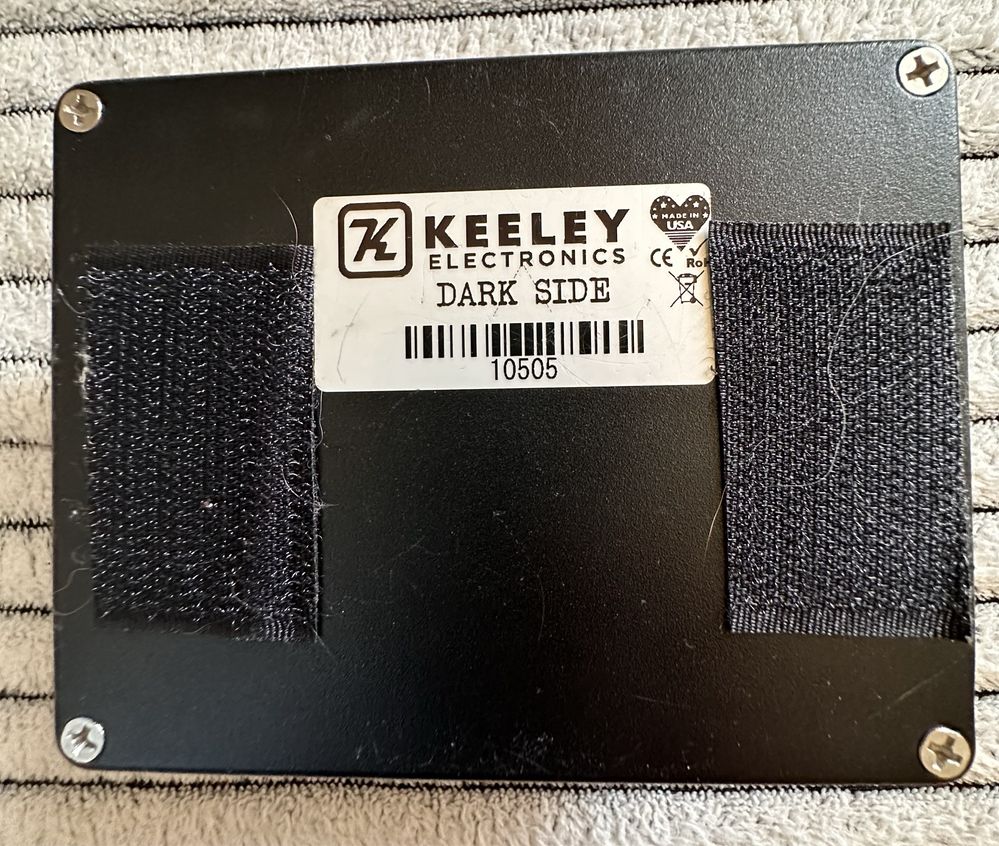 K KEELEY
ELECTRONICS
DARK SIDE
10505
MADE IN
USA
CE